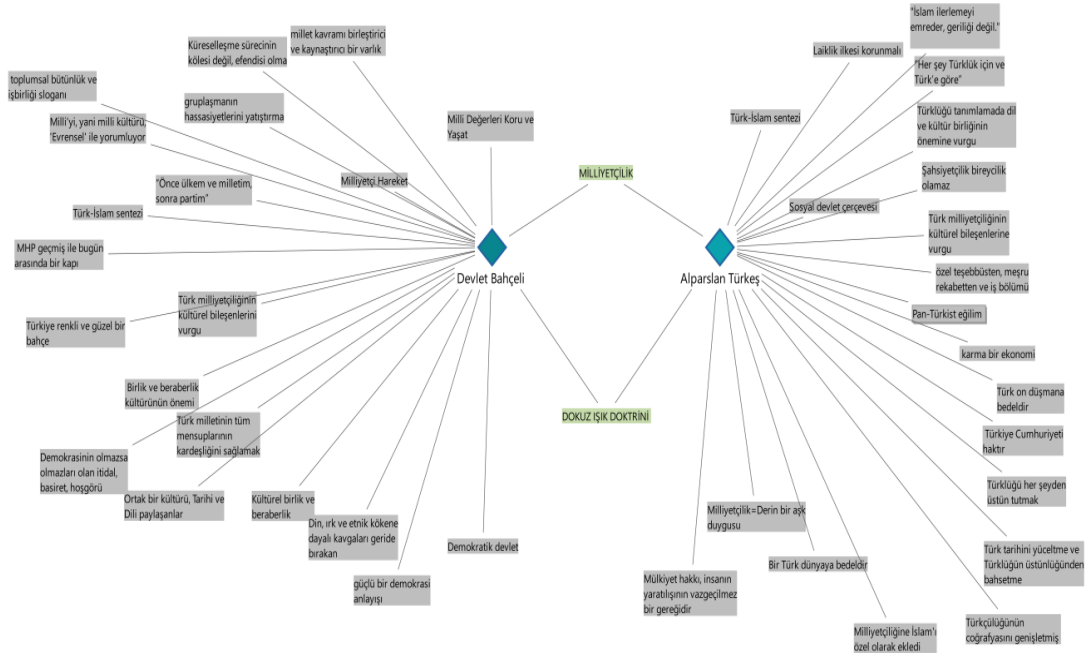 Küreselleşme sürecinin
kölesi değil, efendisi olma
millet kavramı birleştirici
ve kaynaştırıcı bir varlık
toplumsal bütünlük ve
işbirliği sloganı
gruplaşmanın
hassasiyetlerini yatıştırma
Milli'yi, yani milli kültürü,
'Evrensel' ile yorumluyor
Milli Değerleri Koru ve
Yaşat
"Önce ülkem ve milletim,
sonra partim"
Milliyetçi Hareket
Türk-İslam sentezi
MHP geçmiş ile bugün
arasında bir kapı
Devlet Bahçeli
Türk milliyetçiliğinin
kültürel bileşenlerini
vurgu
Türkiye renkli ve güzel bir
bahçe
Birlik ve beraberlik
kültürünün önemi
Türk milletinin tüm
mensuplarının
kardeşliğini sağlamak
Demokrasinin olmazsa
olmazları olan itidal,
basiret, hoşgörü
Ortak bir kültürü, Tarihi ve
Dili paylaşanlar
Kültürel birlik ve
beraberlik
Din, ırk ve etnik kökene
dayalı kavgaları geride
bırakan
güçlü bir demokrasi
anlayışı
Demokratik devlet
MİLLİYETÇİLİK
DOKUZ IŞIK DOKTRİNİ
"İslam ilerlemeyi
emreder, geriliği değil."
Laiklik ilkesi korunmalı
"Her şey Türklük için ve
Türk'e göre"
Türk-İslam sentezi
Türklüğü tanımlamada dil
ve kültür birliğinin
önemine vurgu
Şahsiyetçilik bireycilik
olamaz
Sosyal devlet çerçevesi
Türk milliyetçiliğinin
kültürel bileşenlerine
vurgu
Alparslan Türkeş
özel teşebbüsten, meşru
rekabetten ve iş bölümü
Pan-Türkist eğilim
karma bir ekonomi
Türk on düşmana
bedeldir
Türkiye Cumhuriyeti
haktır
Türklüğü her şeyden
üstün tutmak
Milliyetçilik=Derin bir aşk
duygusu
Türk tarihini yüceltme ve
Türklüğün üstünlüğünden
bahsetme
Bir Türk dünyaya bedeldir
Mülkiyet hakkı, insanın
yaratılışının vazgeçilmez
bir gereğidir
Türkçülüğünün
coğrafyasını genişletmiş
Milliyetçiliğine İslam'ı
özel olarak ekledi